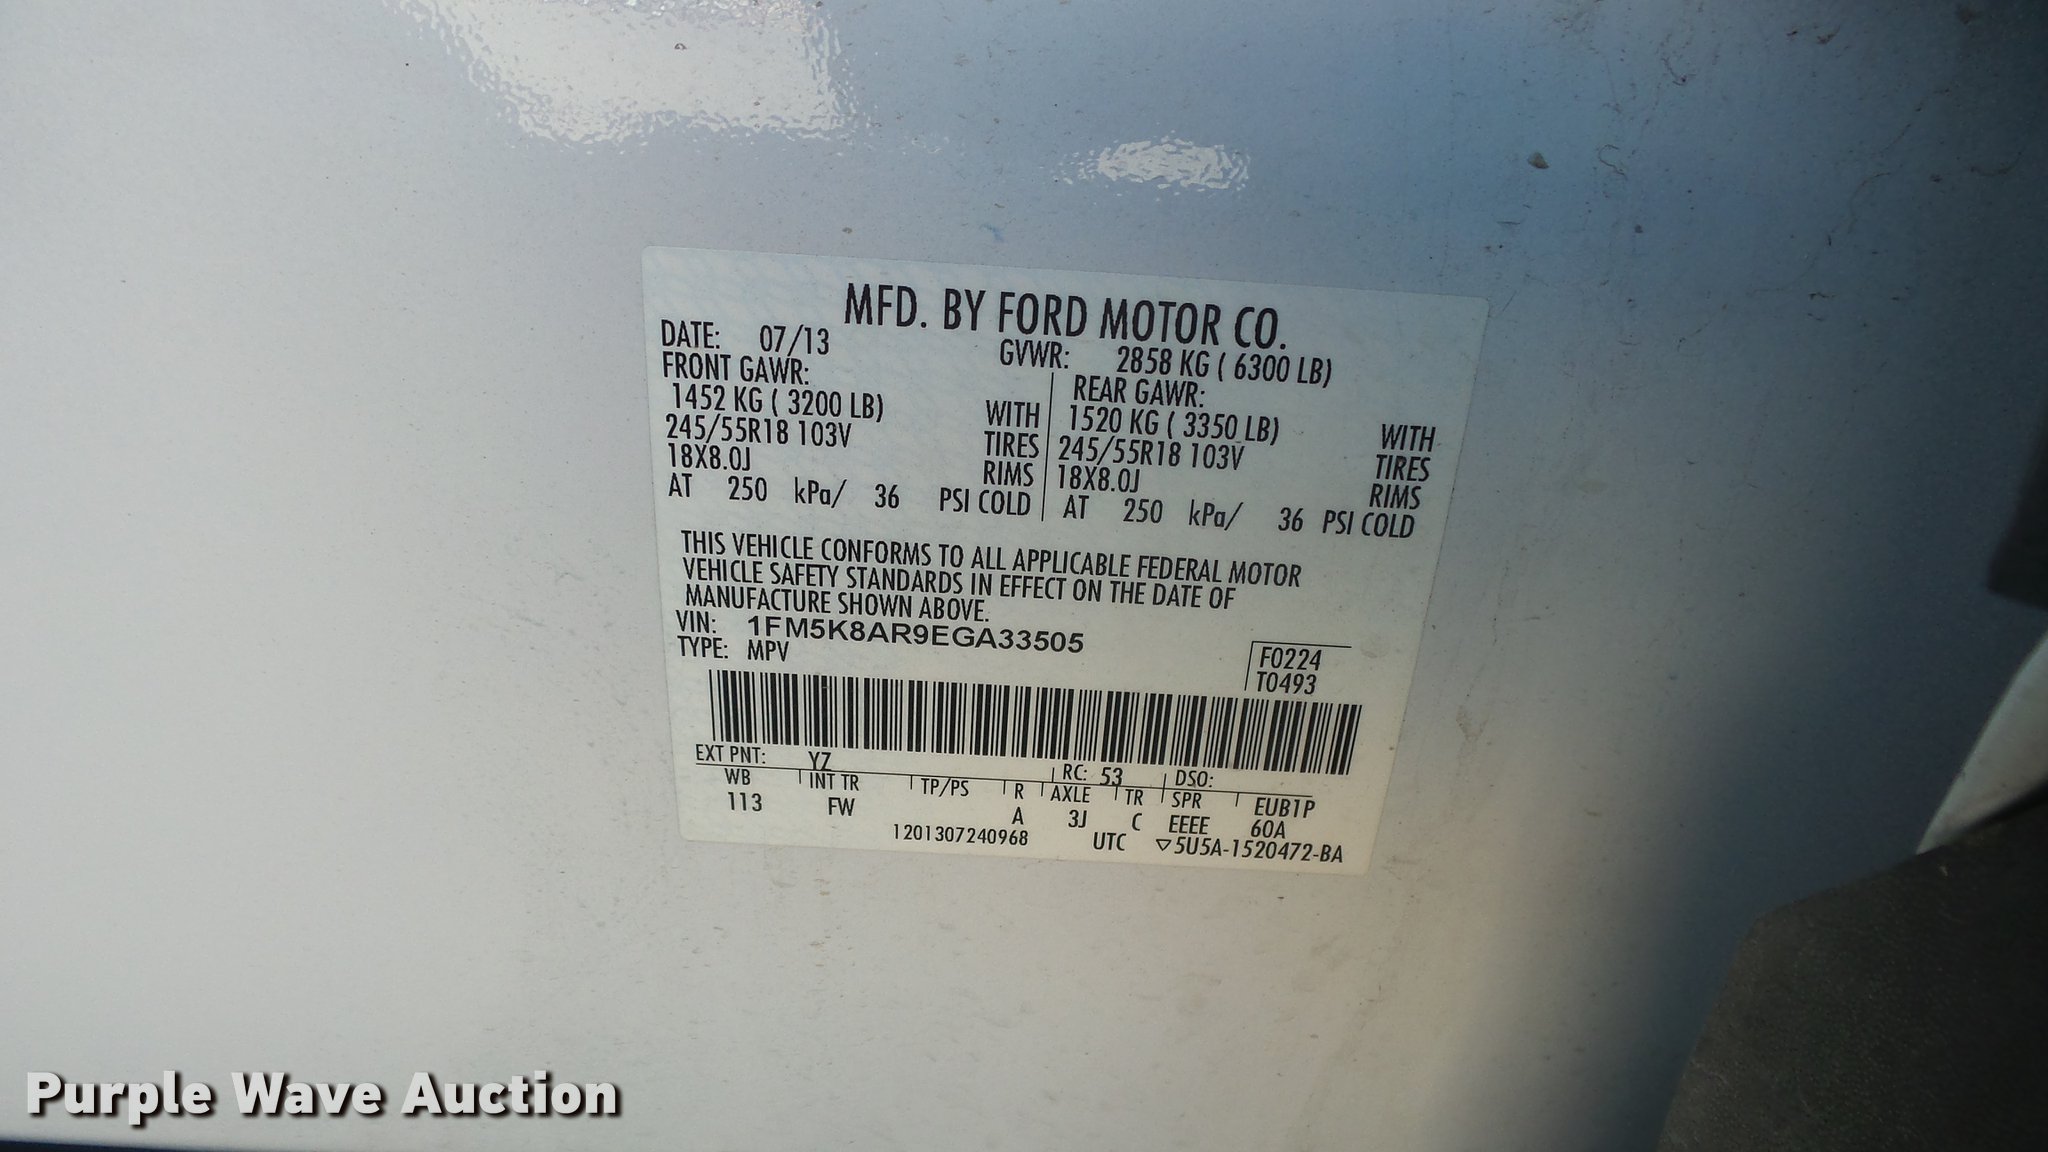 MFD. BY FORD MOTOR CO.
DATE: 07/13 GVWR: 2858 KG ( 6300 LB)
FRONT GAWR: REAR GAWR:
1452 KG ( 3200 LB) WITH 1520 KG ( 3350 LB) WITH
245/55R18 103V TIRES 245/55R18 103V TIRES
18X8.0J RIMS 18X8.0J RIMS
AT 250 kPa/ 36 PSI COLD AT 250 kPa/ 36 PSI COLD
THIS VEHICLE CONFORMS TO ALL APPLICABLE FEDERAL MOTOR
VEHICLE SAFETY STANDARDS IN EFFECT ON THE DATE OF
MANUFACTURE SHOWN ABOVE.
VIN: 1FM5K8AR9EGA33505
TYPE: MPV
F0224
T0493
EXT PNT: YZ RC: 53 DSO:
WB INT TR TP/PS R AXLE TR SPR EUB1P
113 FW A 3J C EEEE 60A
1201307240968 UTC ▽5U5A-1520472-BA
Purple Wave Auction